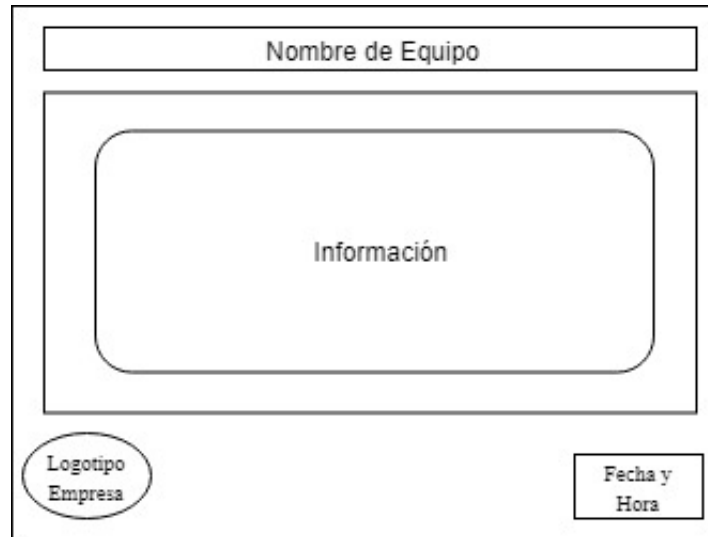 Nombre de Equipo
Información
Logotipo
Empresa
Fecha y
Hora